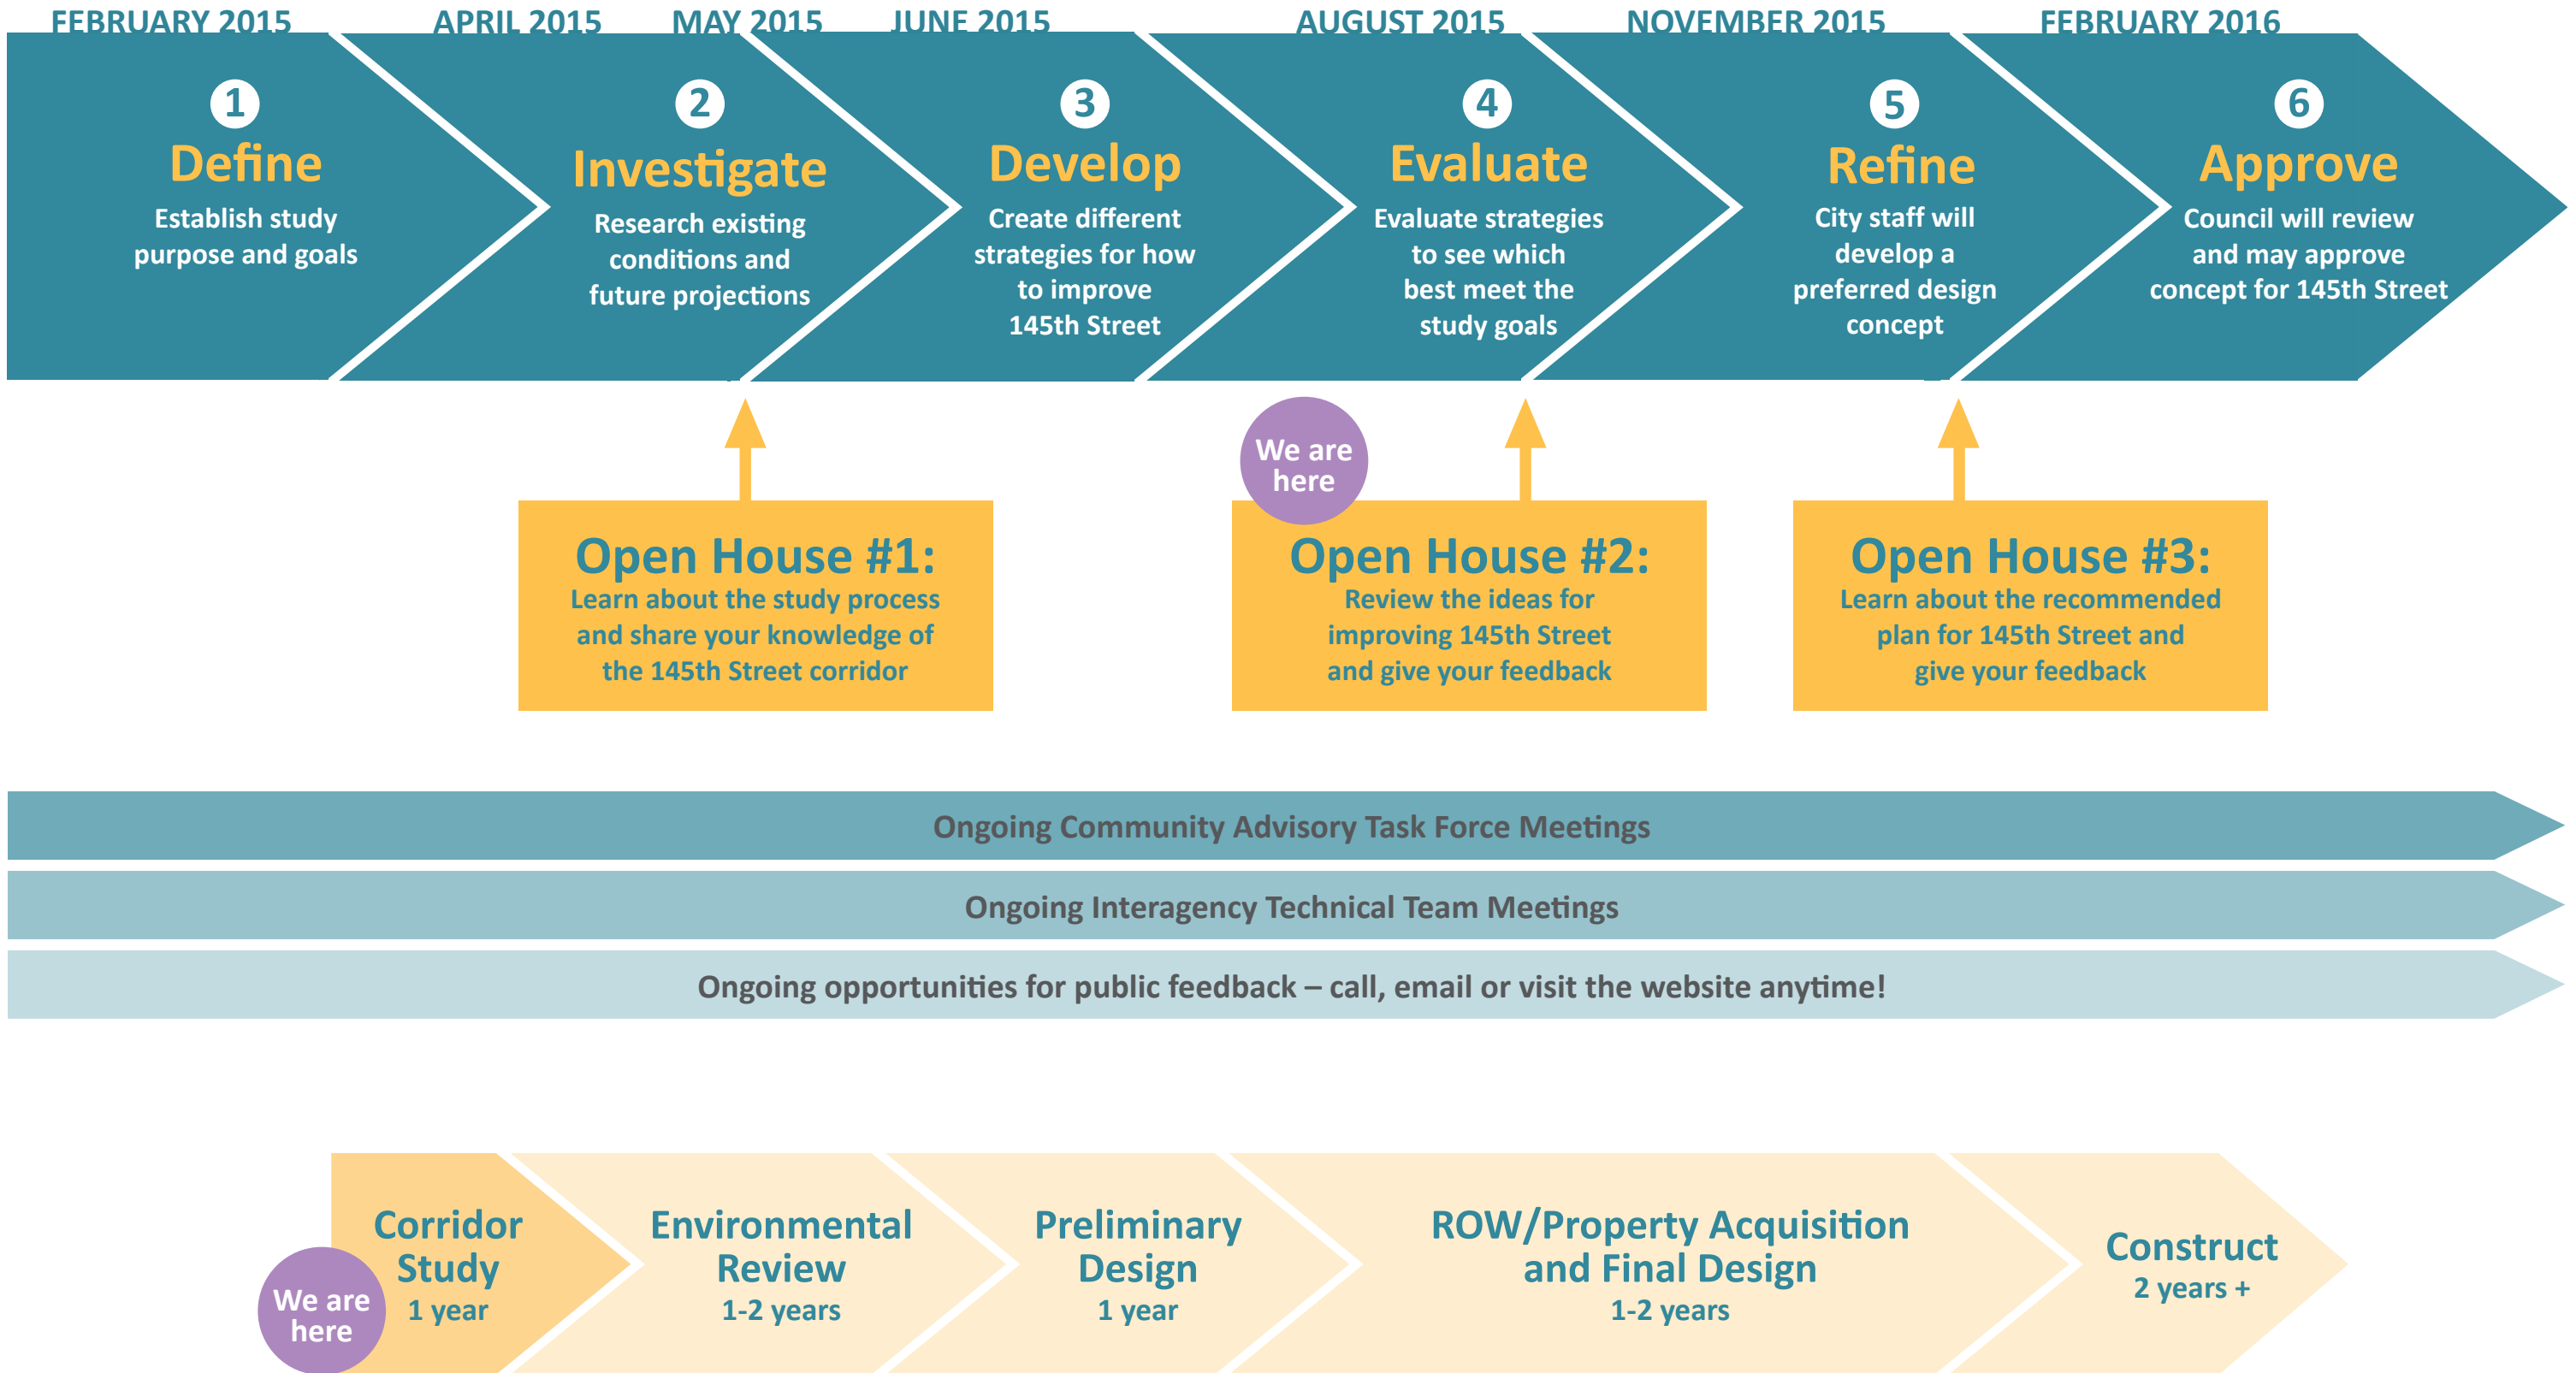 FEBRUARY 2015
APRIL 2015
MAY 2015
JUNE 2015
AUGUST 2015
NOVEMBER 2015
FEBRUARY 2016
1
Define
Establish study
purpose and goals
2
Investigate
Research existing
conditions and
future projections
3
Develop
Create different
strategies for how
to improve
145th Street
4
Evaluate
Evaluate strategies
to see which
best meet the
study goals
5
Refine
City staff will
develop a
preferred design
concept
6
Approve
Council will review
and may approve
concept for 145th Street
We are
here
Open House #1:
Learn about the study process
and share your knowledge of
the 145th Street corridor
Open House #2:
Review the ideas for
improving 145th Street
and give your feedback
Open House #3:
Learn about the recommended
plan for 145th Street and
give your feedback
Ongoing Community Advisory Task Force Meetings
Ongoing Interagency Technical Team Meetings
Ongoing opportunities for public feedback – call, email or visit the website anytime!
We are
here
Corridor
Study
1 year
Environmental
Review
1-2 years
Preliminary
Design
1 year
ROW/Property Acquisition
and Final Design
1-2 years
Construct
2 years +